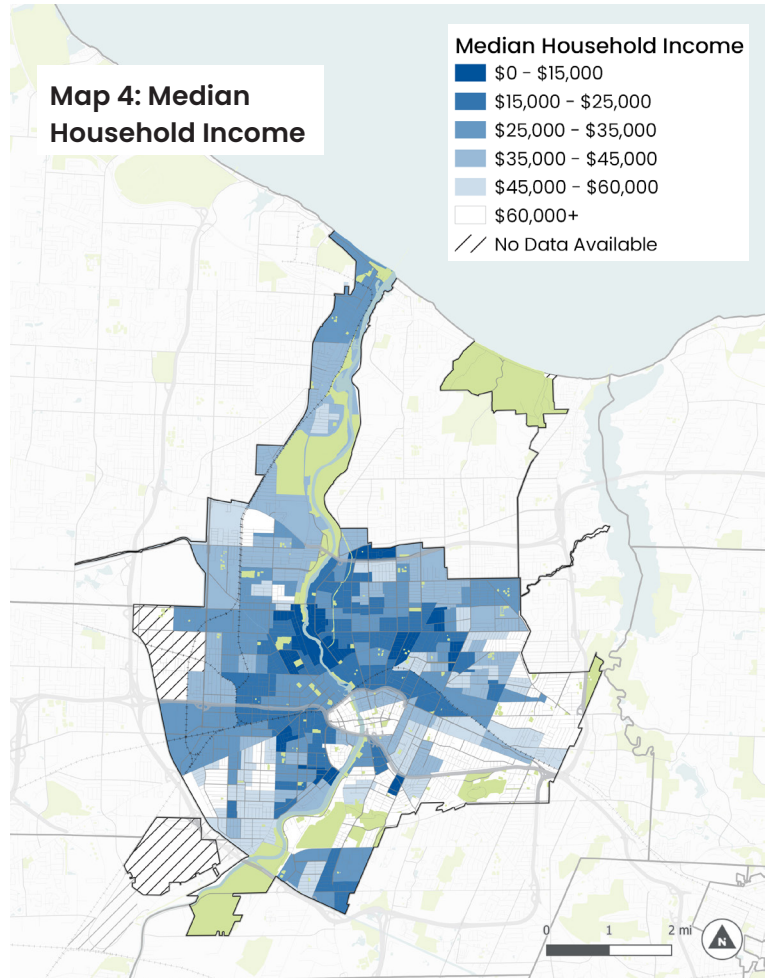 Map 4: Median
Household Income
Median Household Income
$0 - $15,000
$15,000 - $25,000
$25,000 - $35,000
$35,000 - $45,000
$45,000 - $60,000
$60,000+
No Data Available
0 1 2 mi
N